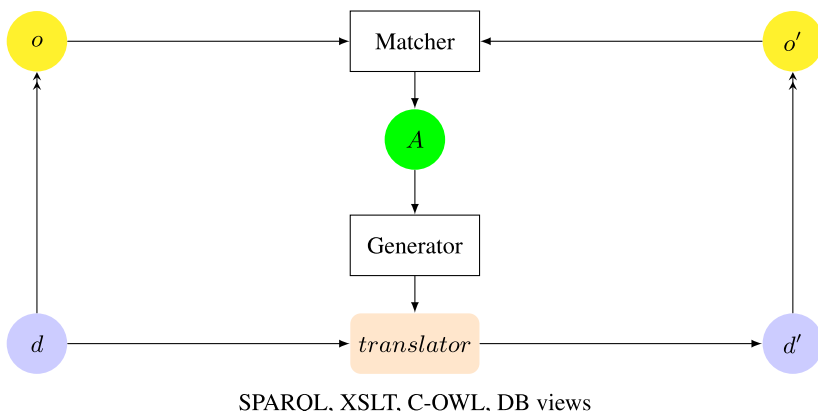 o
Matcher
o′
A
Generator
d
translator
d′
SPARQL, XSLT, C-OWL, DB views